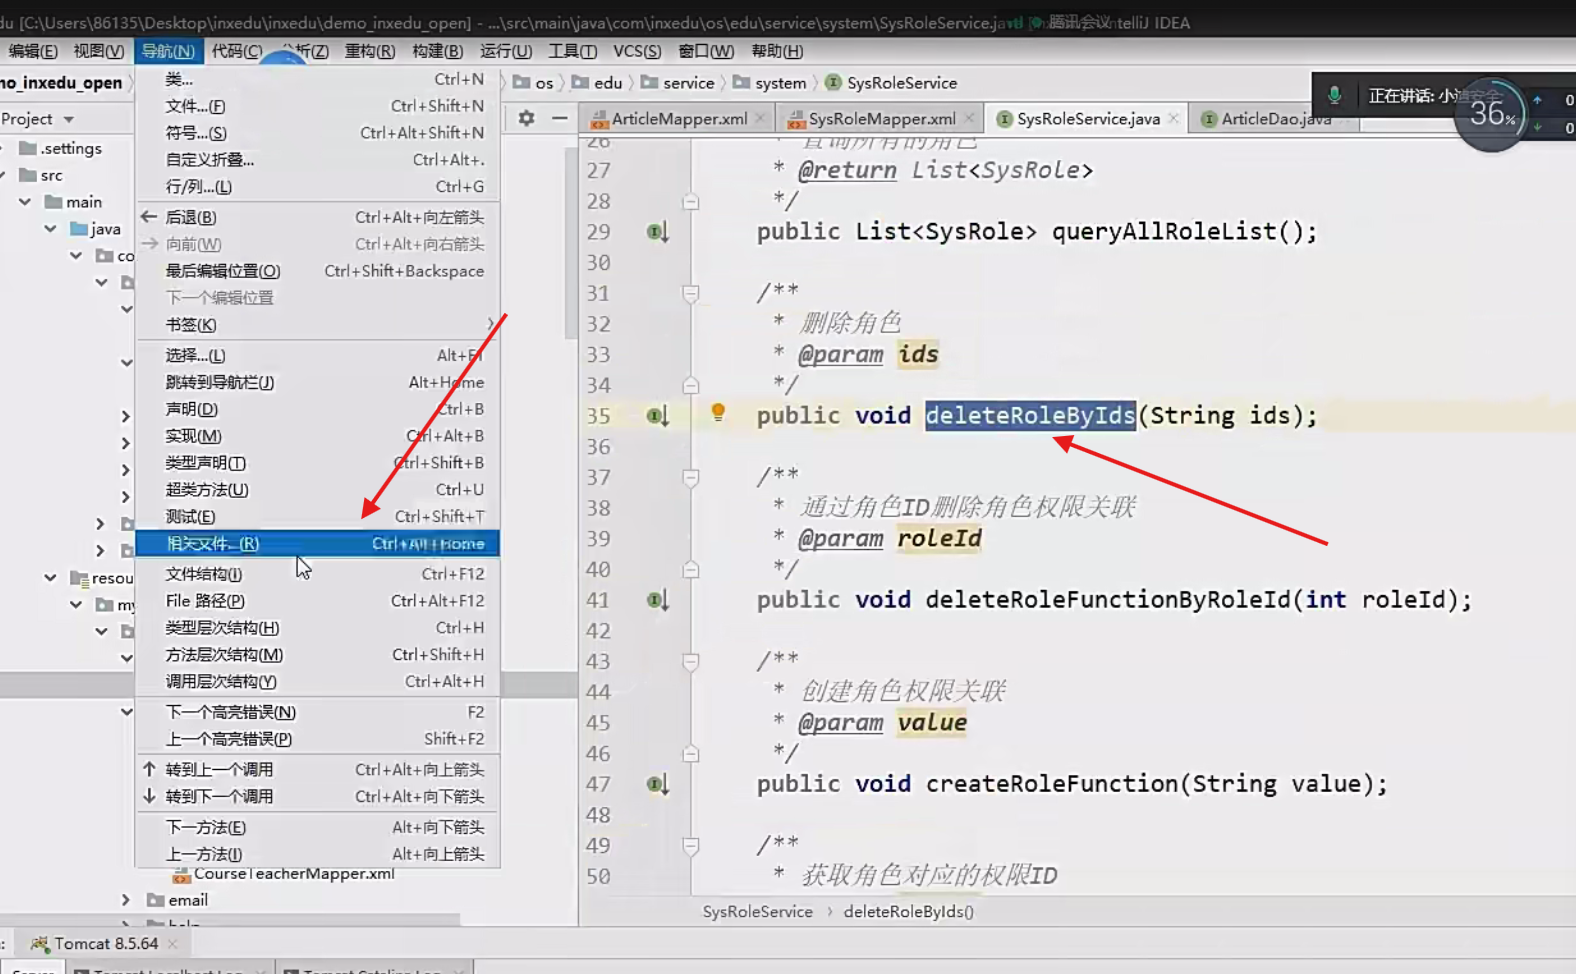 du [C:\Users\86135\Desktop\inxedu\inxedu\demo_inxedu_open] - ...\src\main\java\com\inxedu\os\edu\service\system\SysRoleService.java IntelliJ IDEA
腾讯会议
编辑(E) 视图(V) 导航(N) 代码(C) 分析(Z) 重构(R) 构建(B) 运行(U) 工具(T) VCS(S) 窗口(W) 帮助(H)
mo_inxedu_open
os edu service system SysRoleService
正在讲话: 小
36%
0
0
Project
ArticleMapper.xml SysRoleMapper.xml SysRoleService.java ArticleDao.java
.settings
src
main
java
co
resou
my
类... Ctrl+N
文件...(F) Ctrl+Shift+N
符号...(S) Ctrl+Alt+Shift+N
自定义折叠... Ctrl+Alt+.
行/列...(L) Ctrl+G
后退(B) Ctrl+Alt+向左箭头
向前(W) Ctrl+Alt+向右箭头
最后编辑位置(O) Ctrl+Shift+Backspace
下一个编辑位置
书签(K)
选择...(L) Alt+F1
跳转到导航栏(J) Alt+Home
声明(D) Ctrl+B
实现(M) Ctrl+Alt+B
类型声明(T) Ctrl+Shift+B
超类方法(U) Ctrl+U
测试(E) Ctrl+Shift+T
相关文件...(R) Ctrl+Alt+Home
文件结构(I) Ctrl+F12
File 路径(P) Ctrl+Alt+F12
类型层次结构(H) Ctrl+H
方法层次结构(M) Ctrl+Shift+H
调用层次结构(Y) Ctrl+Alt+H
下一个高亮错误(N) F2
上一个高亮错误(P) Shift+F2
转到上一个调用 Ctrl+Alt+向上箭头
转到下一个调用 Ctrl+Alt+向下箭头
下一方法(E) Alt+向下箭头
上一方法(I) Alt+向上箭头
CourseTeacherMapper.xml
email
help
26 * 查询所有的角色
27 * @return List<SysRole>
28 */
29 public List<SysRole> queryAllRoleList();
30
31 /**
32 * 删除角色
33 * @param ids
34 */
35 public void deleteRoleByIds(String ids);
36
37 /**
38 * 通过角色ID删除角色权限关联
39 * @param roleId
40 */
41 public void deleteRoleFunctionByRoleId(int roleId);
42
43 /**
44 * 创建角色权限关联
45 * @param value
46 */
47 public void createRoleFunction(String value);
48
49 /**
50 * 获取角色对应的权限ID
SysRoleService › deleteRoleByIds()
: Tomcat 8.5.64
Server Tomcat Localhost Log Tomcat Catalina Log